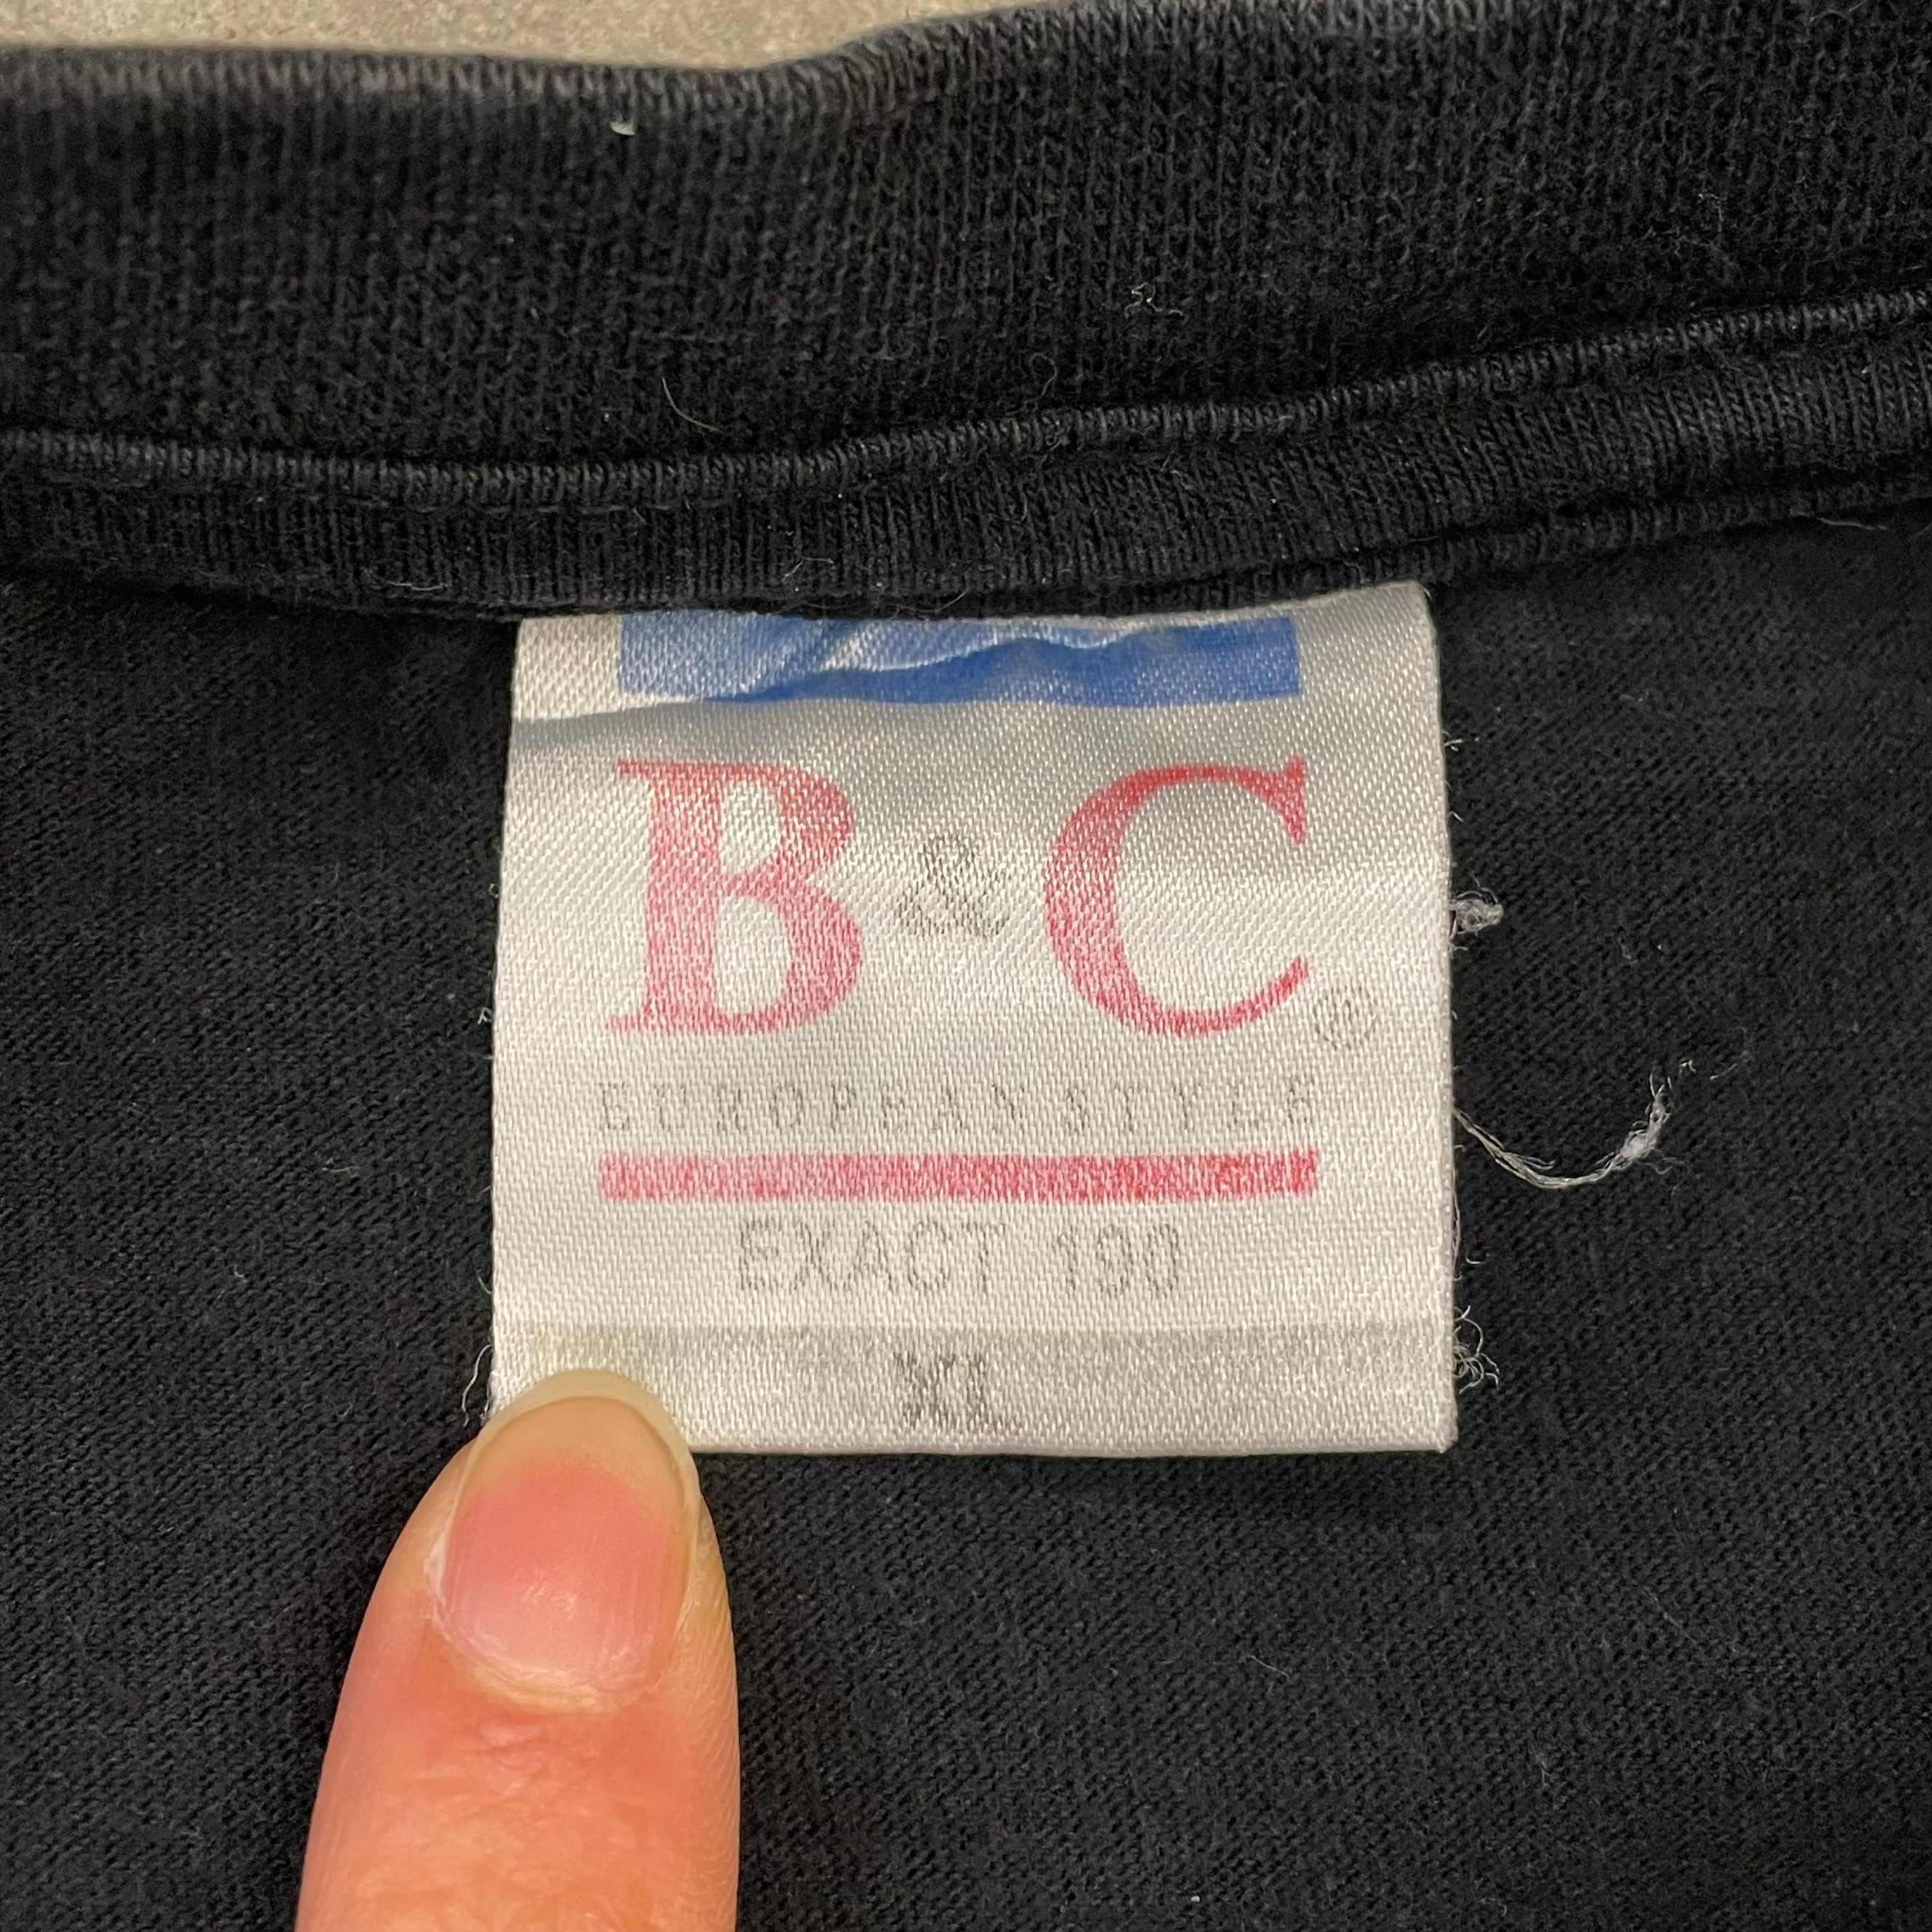 B&C®
EUROPEAN STYLE
EXACT 190
XL